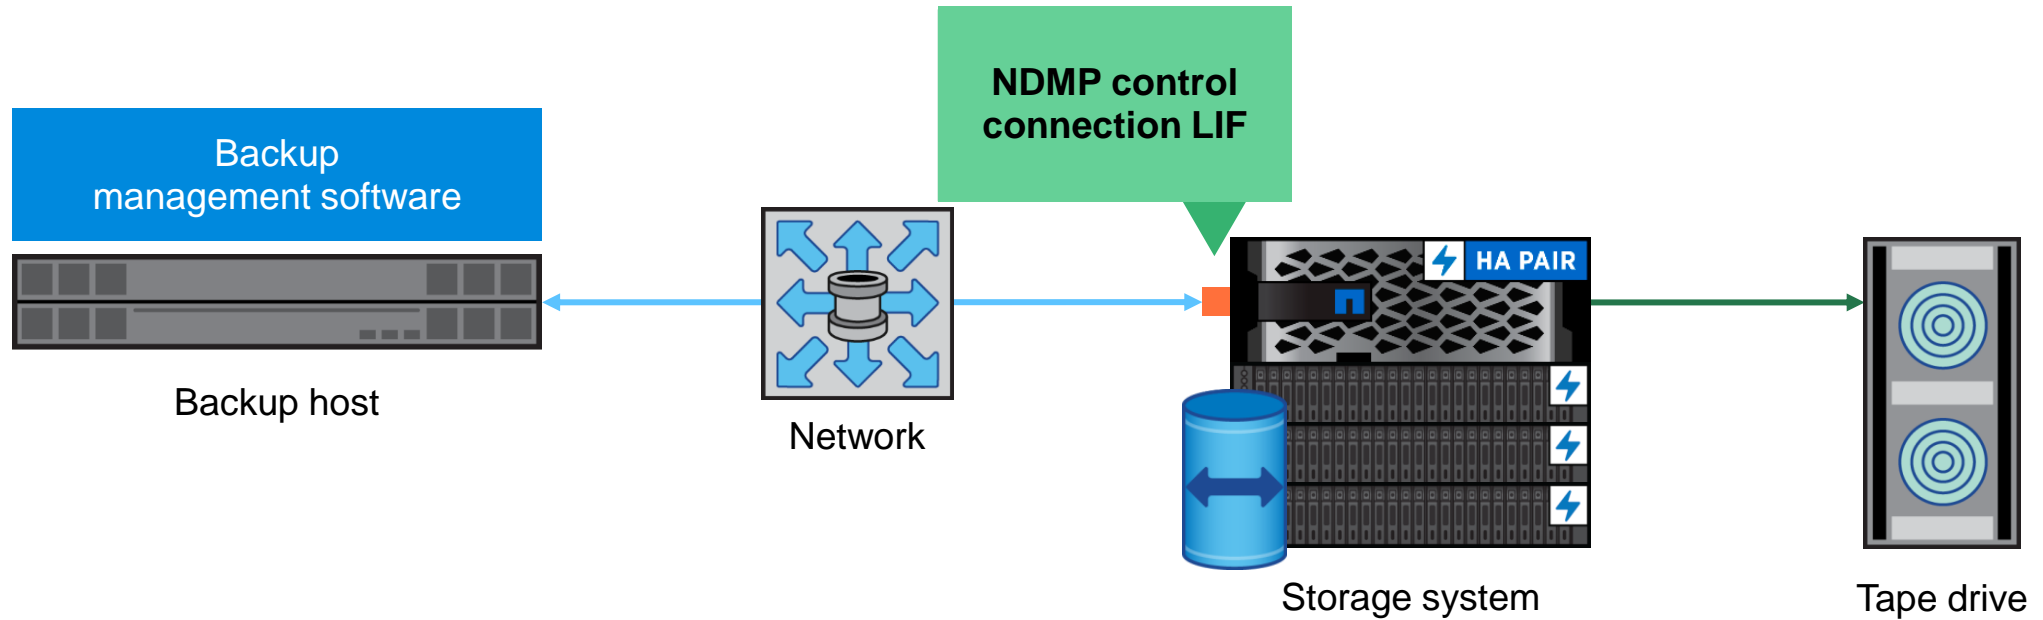 NDMP control
connection LIF
Backup
management software
HA PAIR
Backup host
Network
Storage system
Tape drive